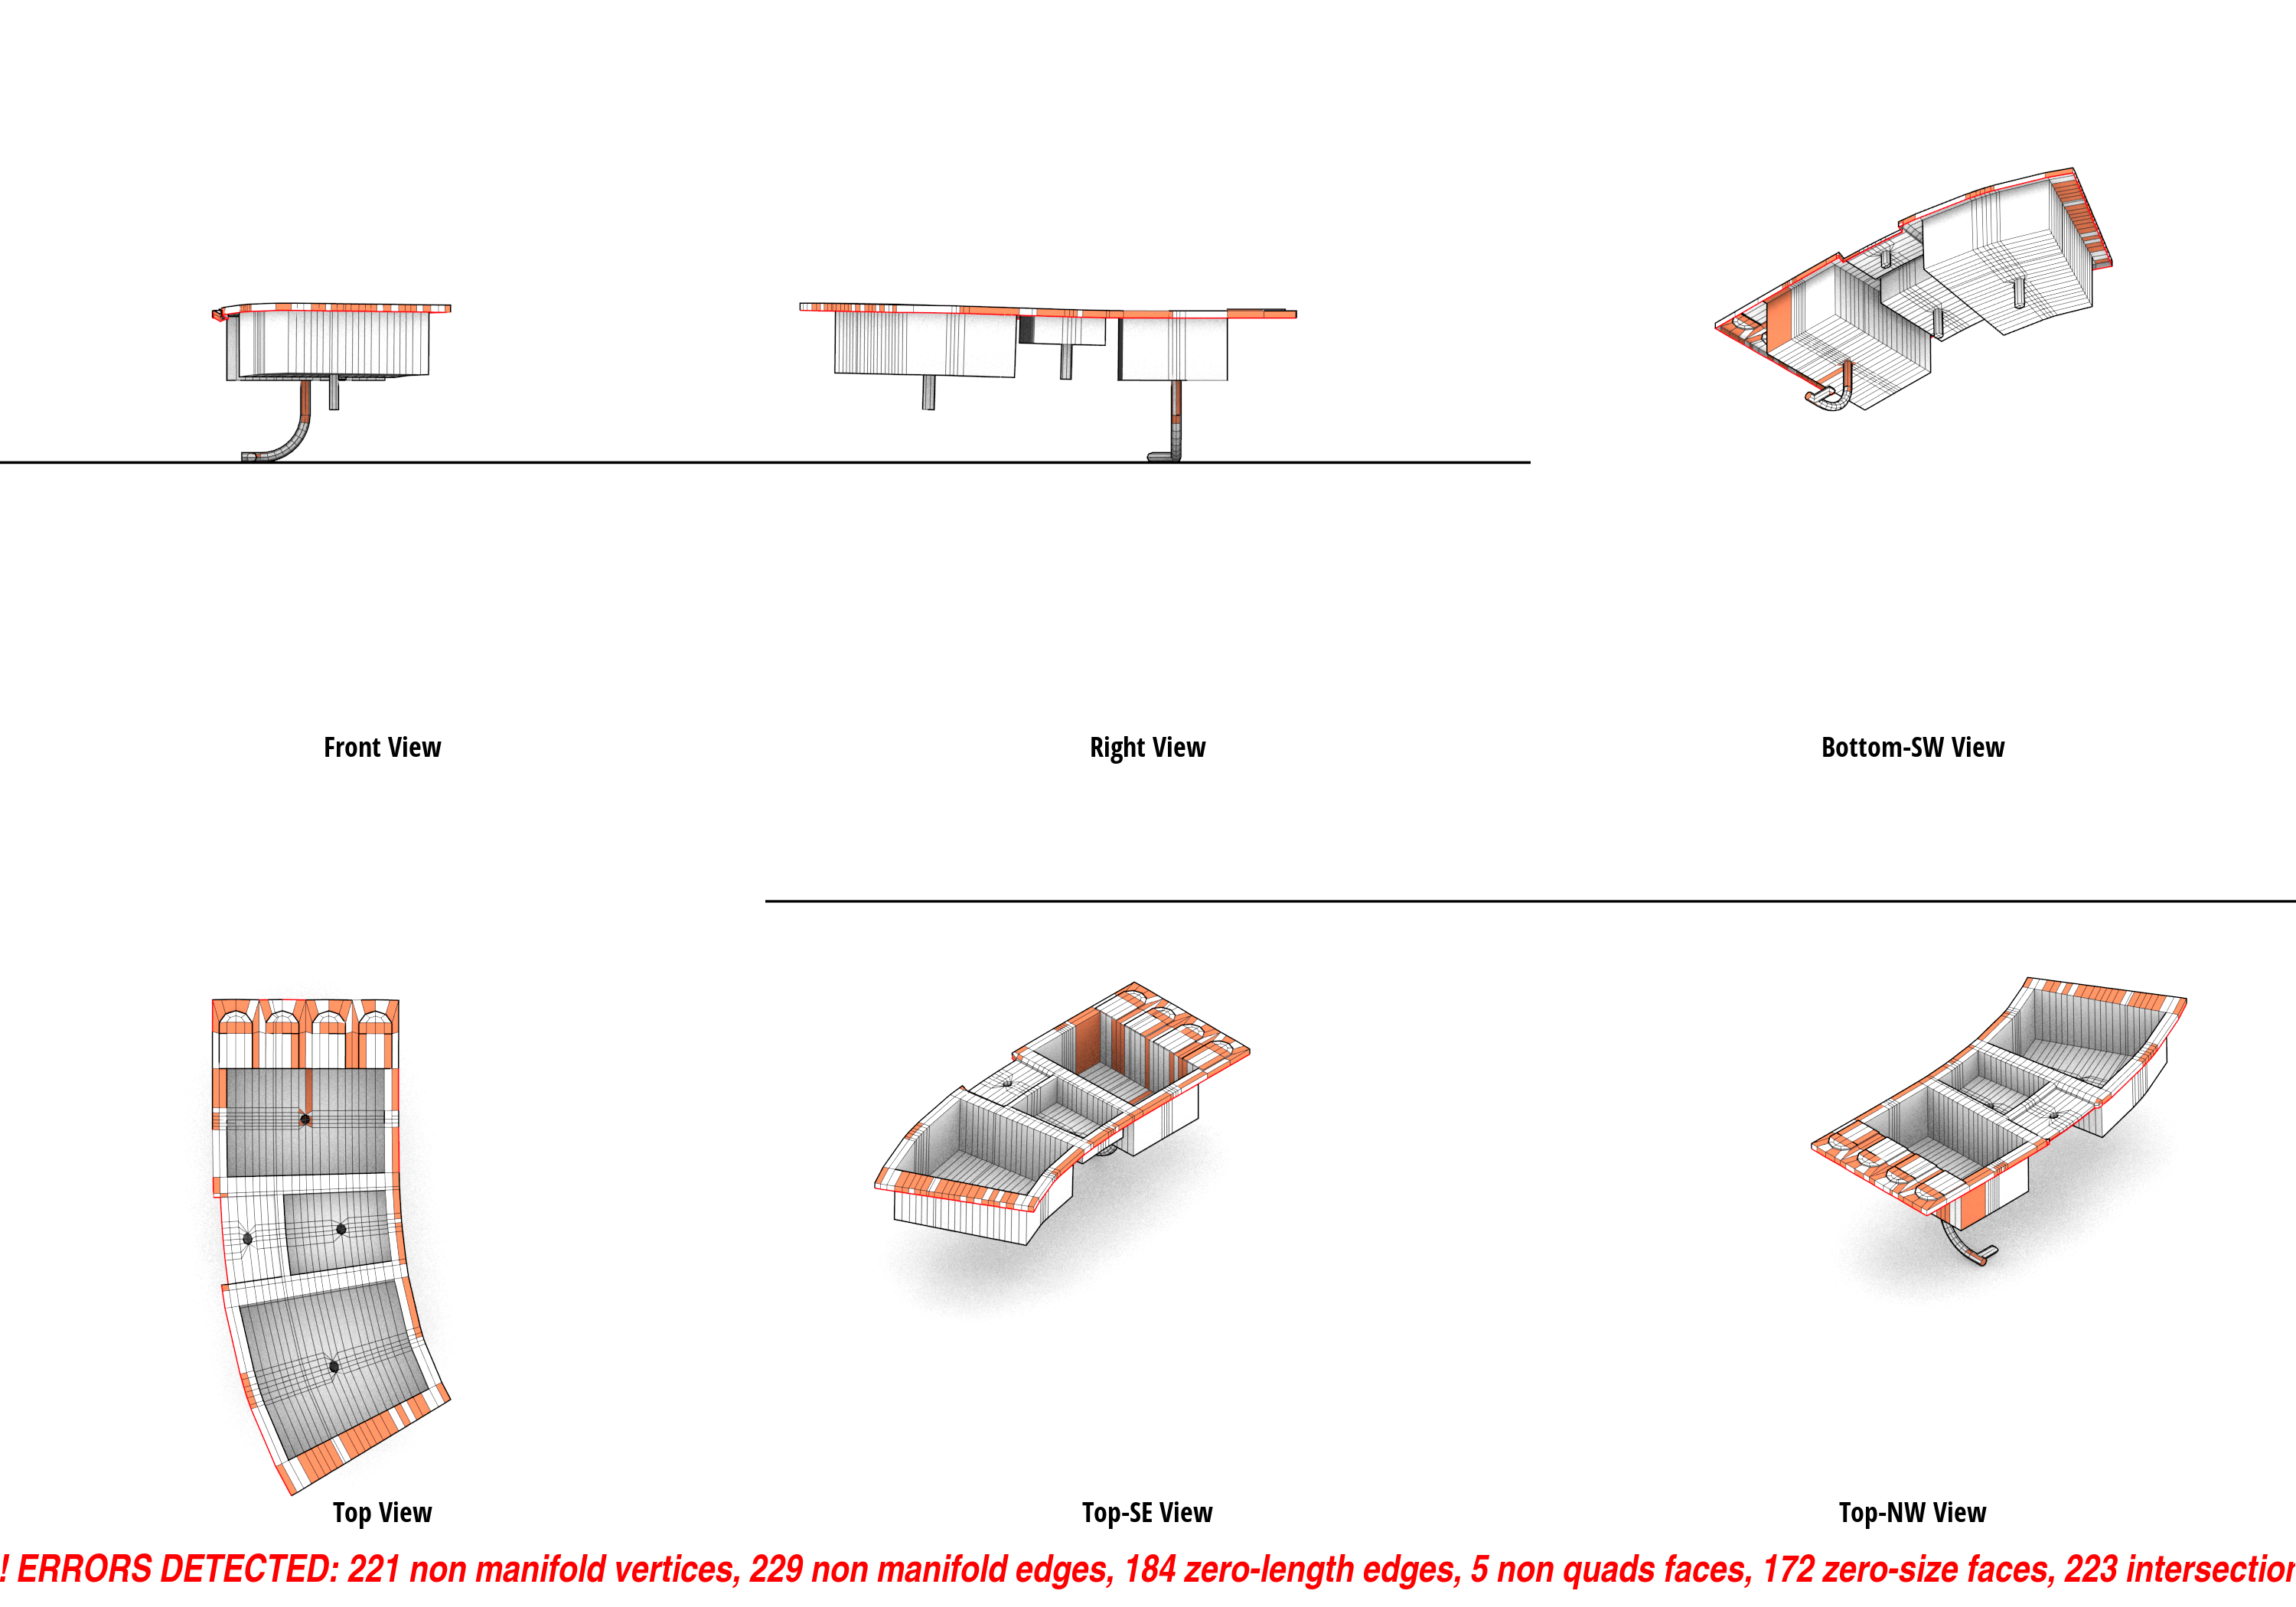 Front View
Right View
Bottom-SW View
Top View
Top-SE View
Top-NW View
! ERRORS DETECTED: 221 non manifold vertices, 229 non manifold edges, 184 zero-length edges, 5 non quads faces, 172 zero-size faces, 223 intersection